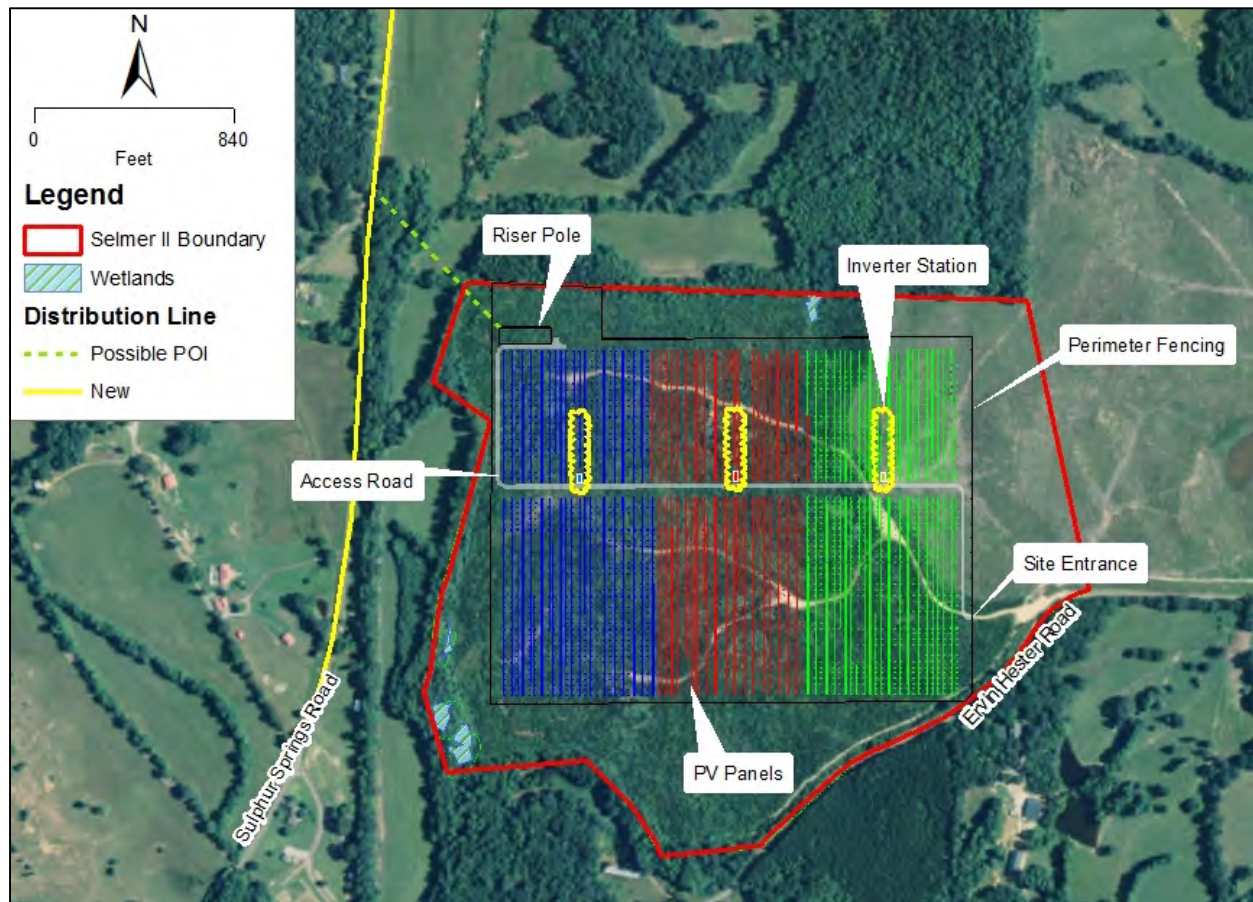 N
0 840
Feet
Legend
Selmer II Boundary
Wetlands
Distribution Line
Possible POI
New
Riser Pole
Inverter Station
Perimeter Fencing
Access Road
Site Entrance
Ervin Hester Road
PV Panels
Sulphur Springs Road